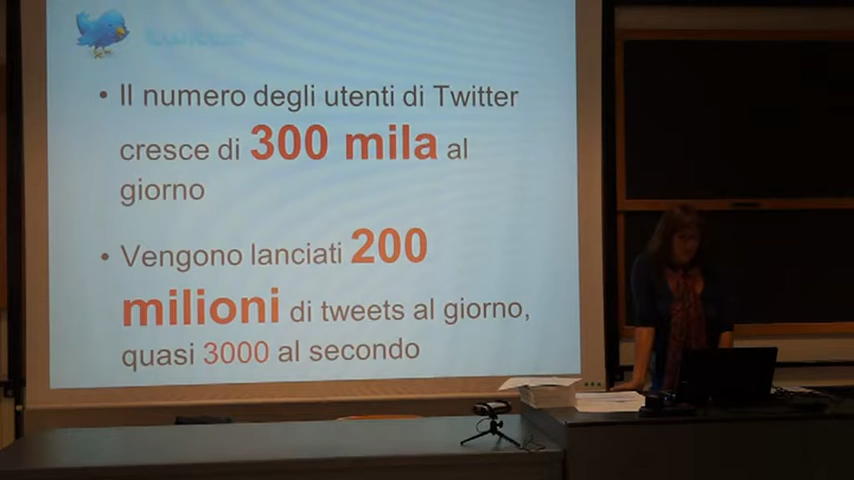 • Il numero degli utenti di Twitter
cresce di 300 mila al
giorno
• Vengono lanciati 200
milioni di tweets al giorno,
quasi 3000 al secondo